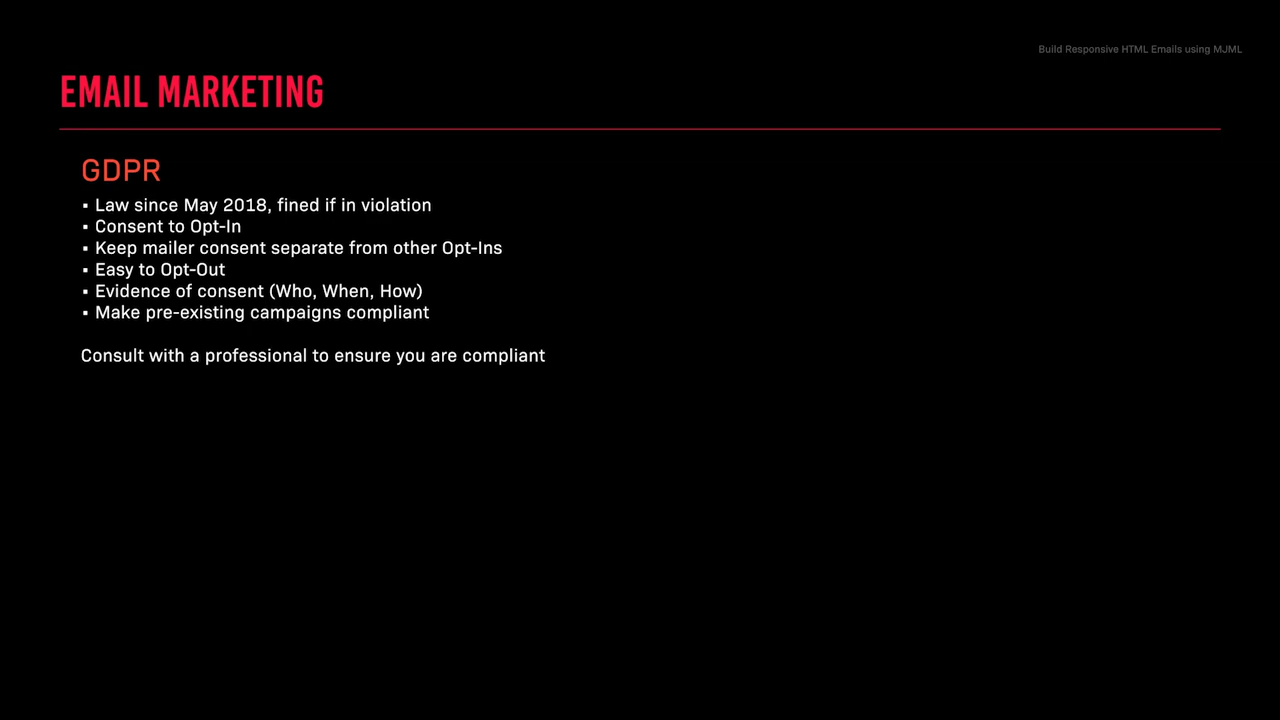 Build Responsive HTML Emails using MJML
EMAIL MARKETING
GDPR
▪ Law since May 2018, fined if in violation
▪ Consent to Opt-In
▪ Keep mailer consent separate from other Opt-Ins
▪ Easy to Opt-Out
▪ Evidence of consent (Who, When, How)
▪ Make pre-existing campaigns compliant
Consult with a professional to ensure you are compliant